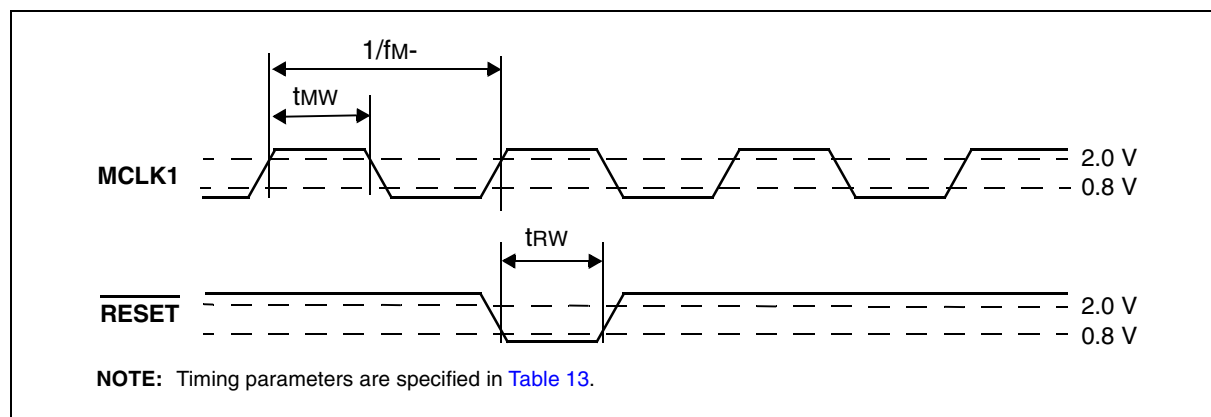 1/fM-
tMW
MCLK1
2.0 V
0.8 V
tRW
RESET
2.0 V
0.8 V
NOTE: Timing parameters are specified in Table 13.